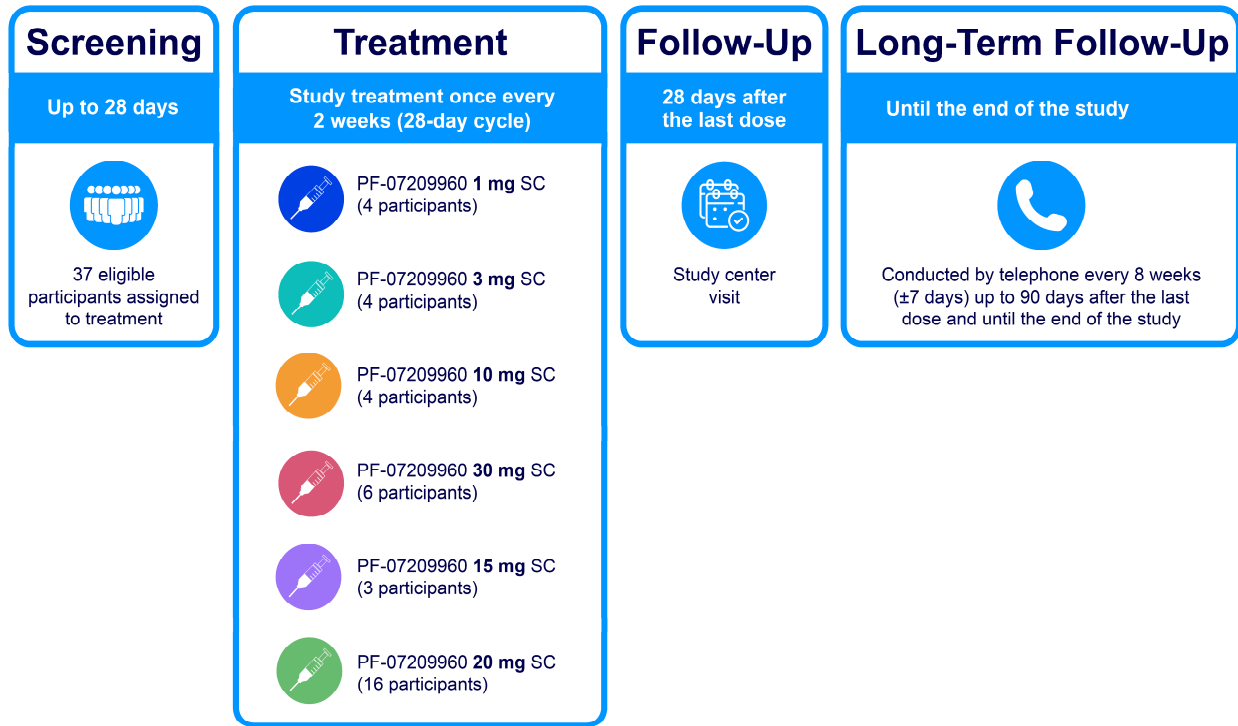 Screening
Up to 28 days
37 eligible
participants assigned
to treatment
Treatment
Study treatment once every
2 weeks (28-day cycle)
PF-07209960 1 mg SC
(4 participants)
PF-07209960 3 mg SC
(4 participants)
PF-07209960 10 mg SC
(4 participants)
PF-07209960 30 mg SC
(6 participants)
PF-07209960 15 mg SC
(3 participants)
PF-07209960 20 mg SC
(16 participants)
Follow-Up
28 days after
the last dose
Study center
visit
Long-Term Follow-Up
Until the end of the study
Conducted by telephone every 8 weeks
(±7 days) up to 90 days after the last
dose and until the end of the study